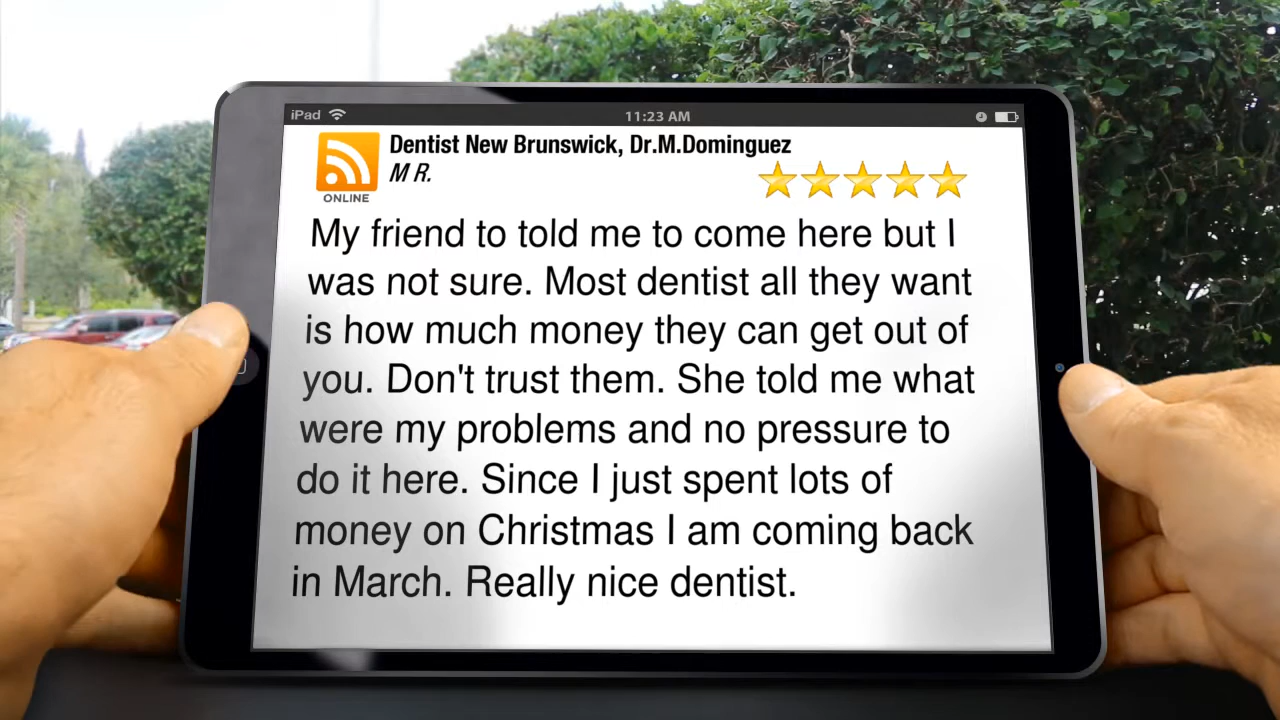 iPad 11:23 AM
Dentist New Brunswick, Dr.M.Dominguez
M R.
ONLINE
My friend to told me to come here but I
was not sure. Most dentist all they want
is how much money they can get out of
you. Don't trust them. She told me what
were my problems and no pressure to
do it here. Since I just spent lots of
money on Christmas I am coming back
in March. Really nice dentist.